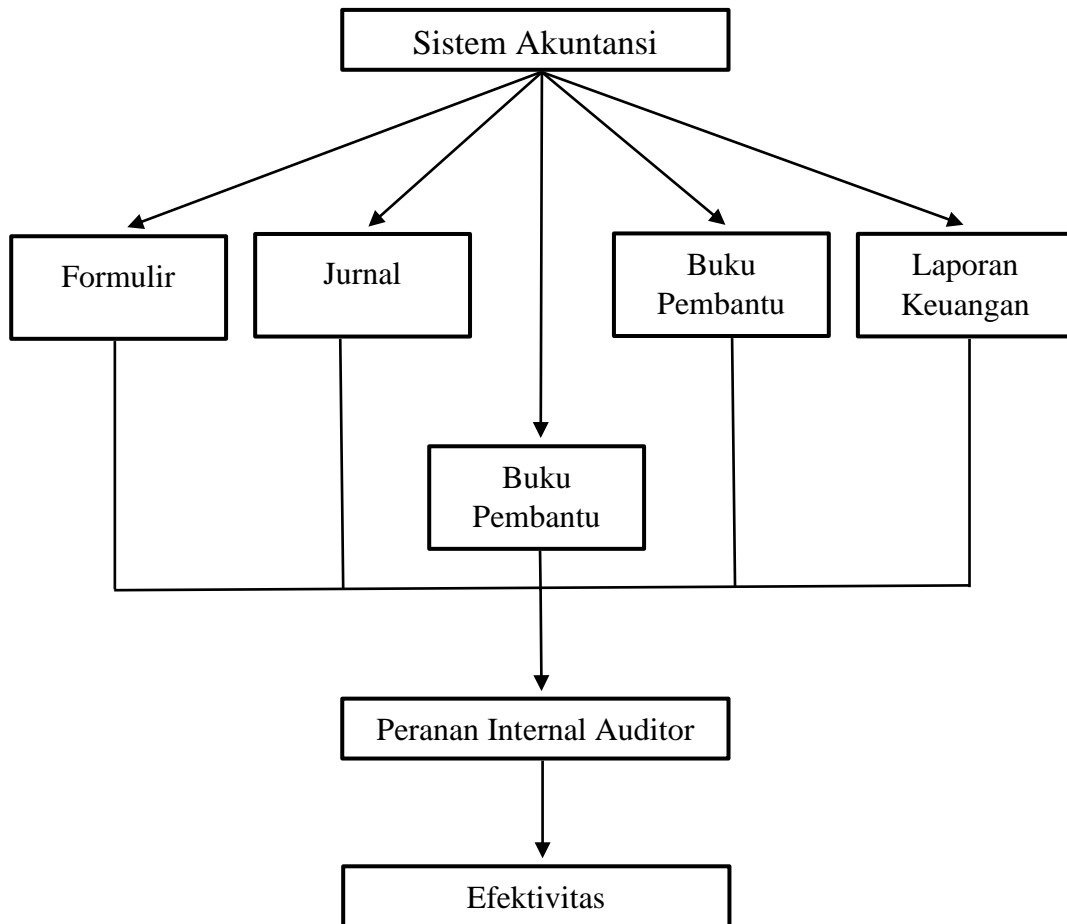 Sistem Akuntansi
Formulir
Jurnal
Buku
Pembantu
Laporan
Keuangan
Buku
Pembantu
Peranan Internal Auditor
Efektivitas